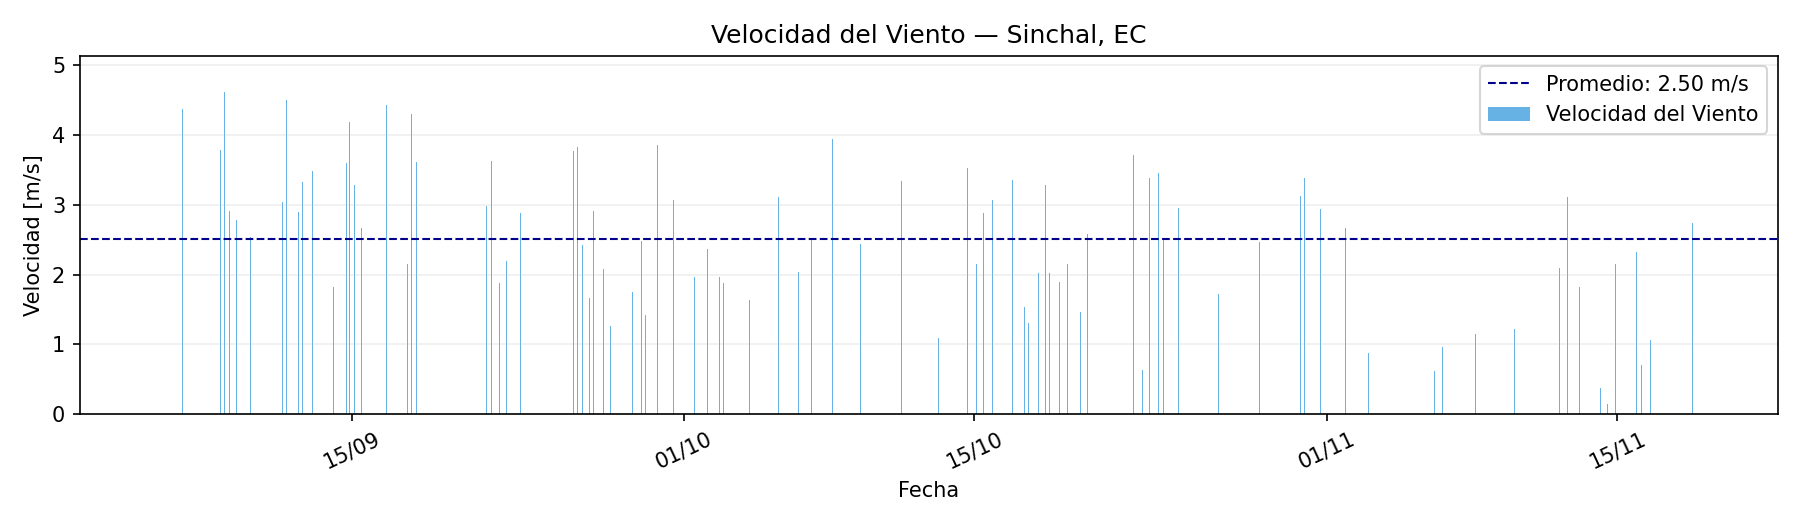 Velocidad del Viento — Sinchal, EC
Velocidad [m/s]
5
4
3
2
1
0
Promedio: 2.50 m/s
Velocidad del Viento
15/09
01/10
15/10
01/11
15/11
Fecha